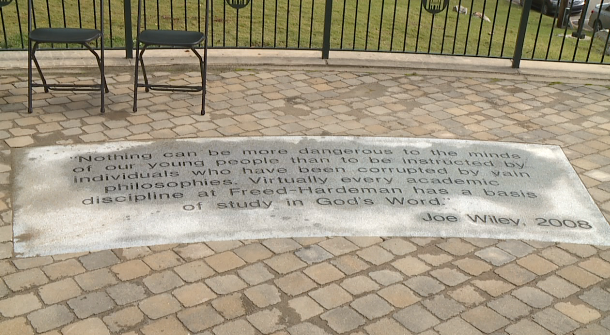 "Nothing can be more dangerous to the minds
of our young people than to be instructed by
individuals who have been corrupted by vain
philosophies. Virtually every academic
discipline at Freed-Hardeman has a basis
of study in God's Word."
Joe Wiley, 2008